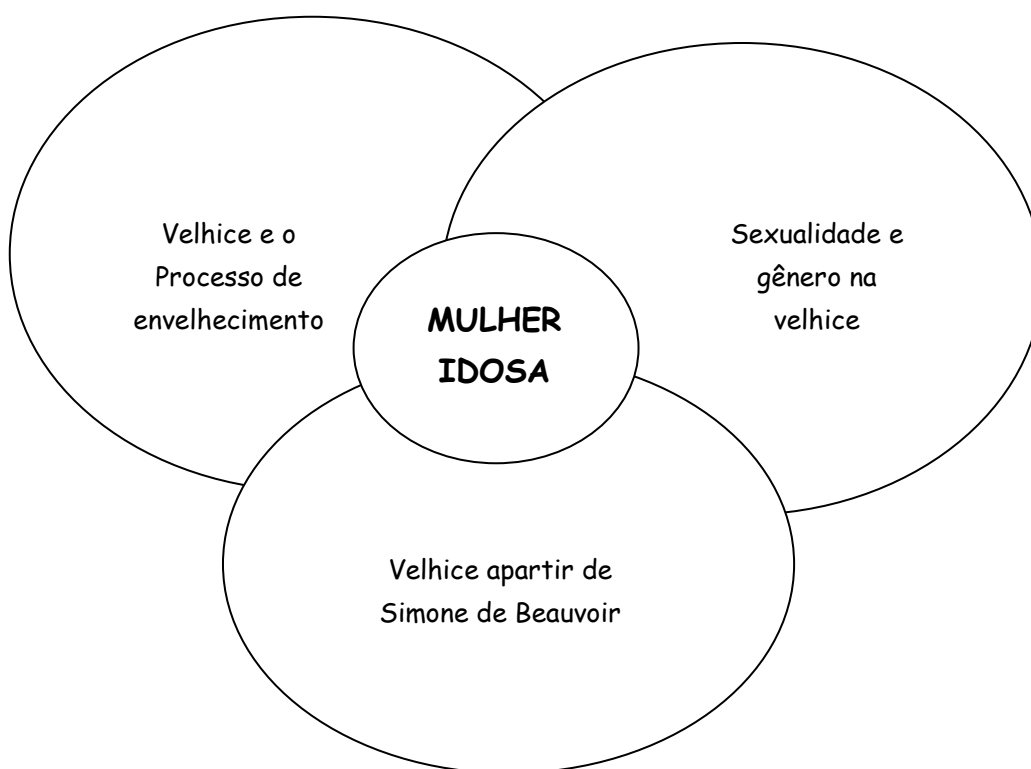 Velhice e o
Processo de
envelhecimento
Sexualidade e
gênero na
velhice
MULHER
IDOSA
Velhice apartir de
Simone de Beauvoir